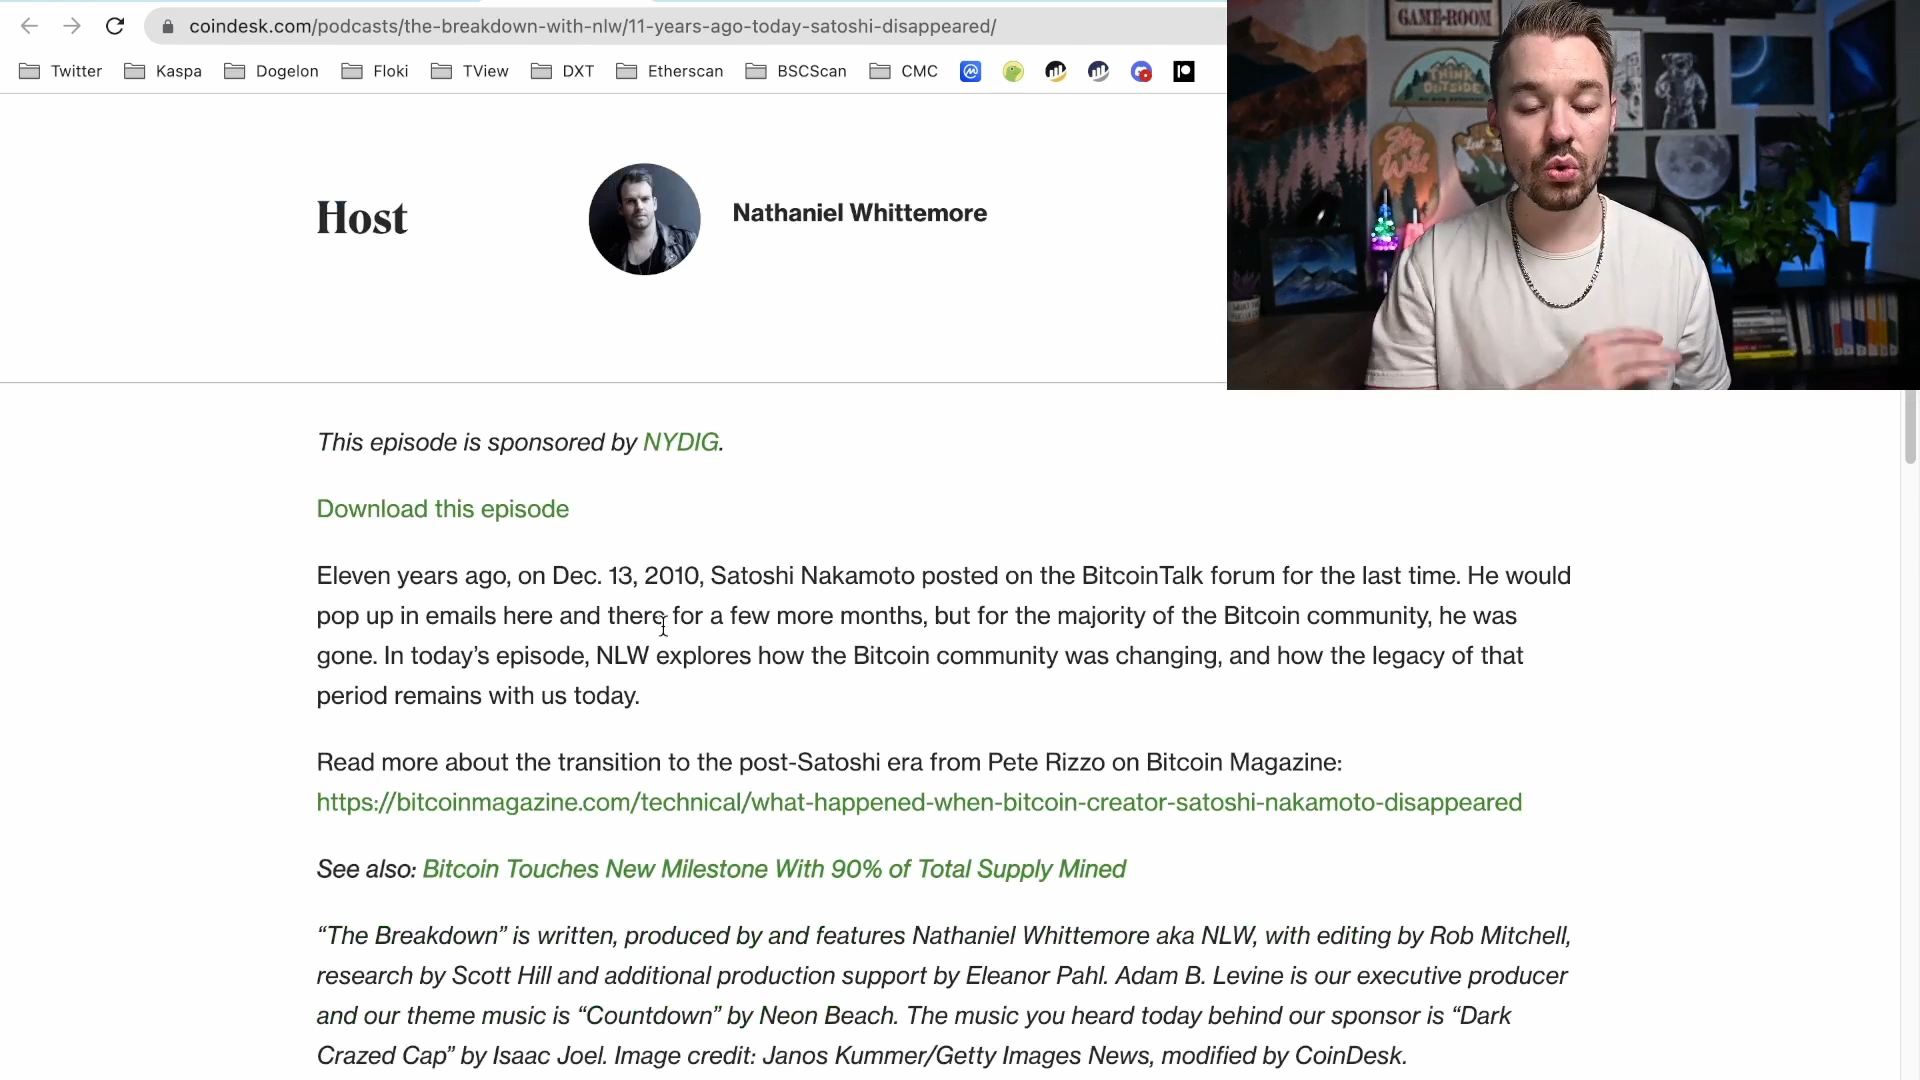 coindesk.com/podcasts/the-breakdown-with-nlw/11-years-ago-today-satoshi-disappeared/
Twitter Kaspa Dogelon Floki TView DXT Etherscan BSCScan CMC
GAME-ROOM
THINK
OUTSIDE
Stay
Wild
Host
Nathaniel Whittemore
This episode is sponsored by NYDIG.
Download this episode
Eleven years ago, on Dec. 13, 2010, Satoshi Nakamoto posted on the BitcoinTalk forum for the last time. He would
pop up in emails here and there for a few more months, but for the majority of the Bitcoin community, he was
gone. In today’s episode, NLW explores how the Bitcoin community was changing, and how the legacy of that
period remains with us today.
Read more about the transition to the post-Satoshi era from Pete Rizzo on Bitcoin Magazine:
https://bitcoinmagazine.com/technical/what-happened-when-bitcoin-creator-satoshi-nakamoto-disappeared
See also: Bitcoin Touches New Milestone With 90% of Total Supply Mined
“The Breakdown” is written, produced by and features Nathaniel Whittemore aka NLW, with editing by Rob Mitchell,
research by Scott Hill and additional production support by Eleanor Pahl. Adam B. Levine is our executive producer
and our theme music is “Countdown” by Neon Beach. The music you heard today behind our sponsor is “Dark
Crazed Cap” by Isaac Joel. Image credit: Janos Kummer/Getty Images News, modified by CoinDesk.